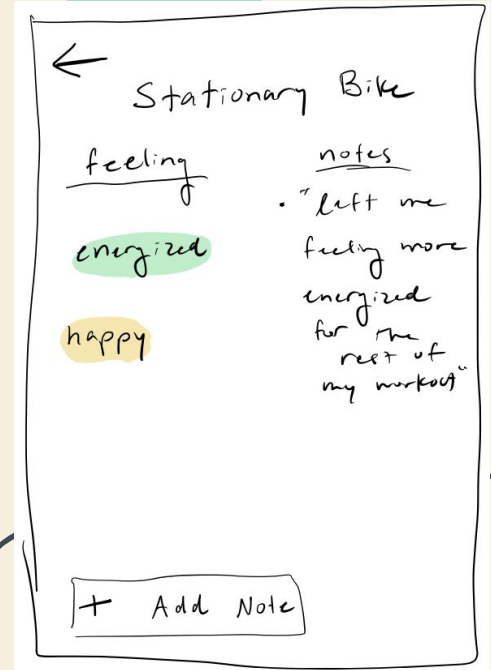 Stationary Bike
feeling
energized
happy
notes
• "left me
feeling more
energized
for the
rest of
my workout"
+ Add Note